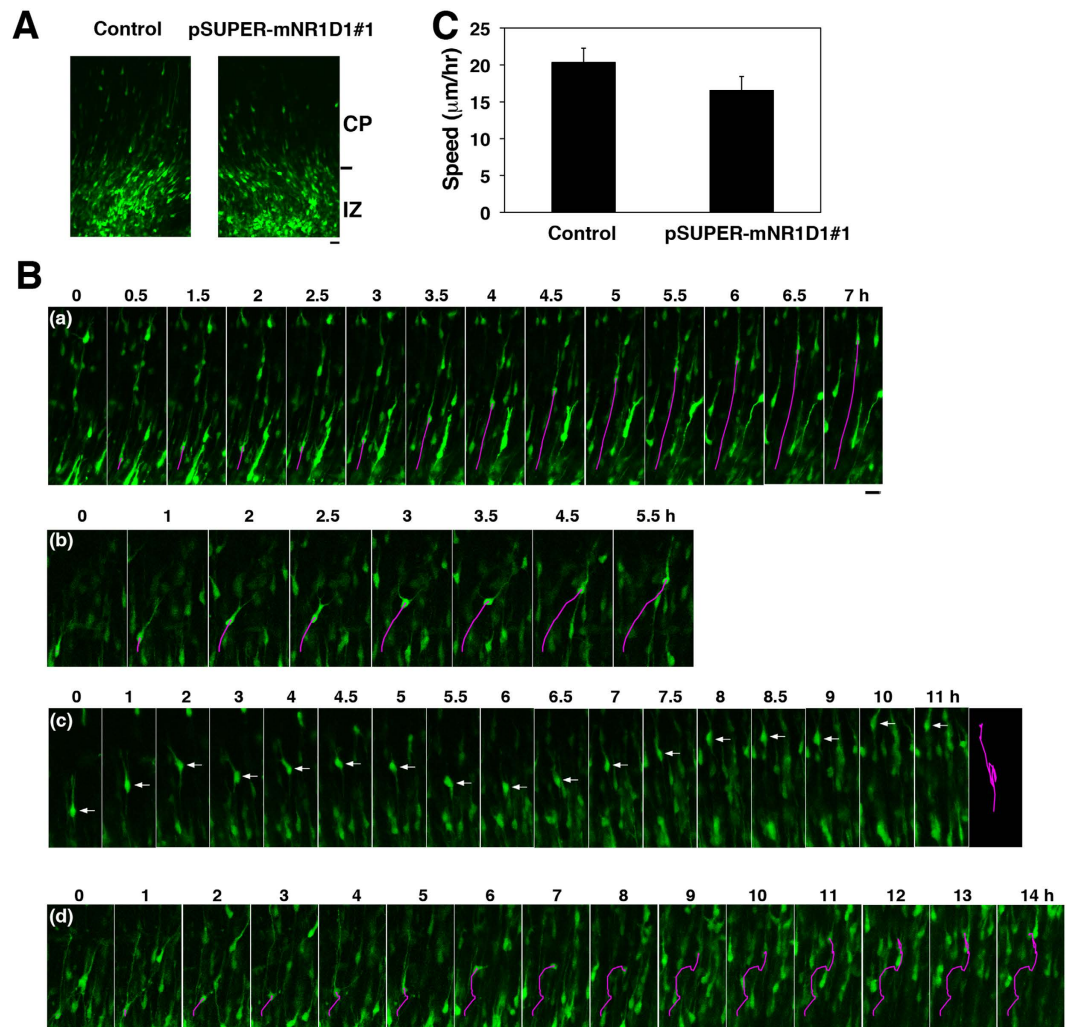 A
Control pSUPER-mNR1D1#1
CP
IZ
C
25
20
15
10
5
0
Speed (μm/hr)
Control pSUPER-mNR1D1#1
B
0 0.5 1.5 2 2.5 3 3.5 4 4.5 5 5.5 6 6.5 7 h
(a)
0 1 2 2.5 3 3.5 4.5 5.5 h
(b)
0 1 2 3 4 4.5 5 5.5 6 6.5 7 7.5 8 8.5 9 10 11 h
(c)
0 1 2 3 4 5 6 7 8 9 10 11 12 13 14 h
(d)